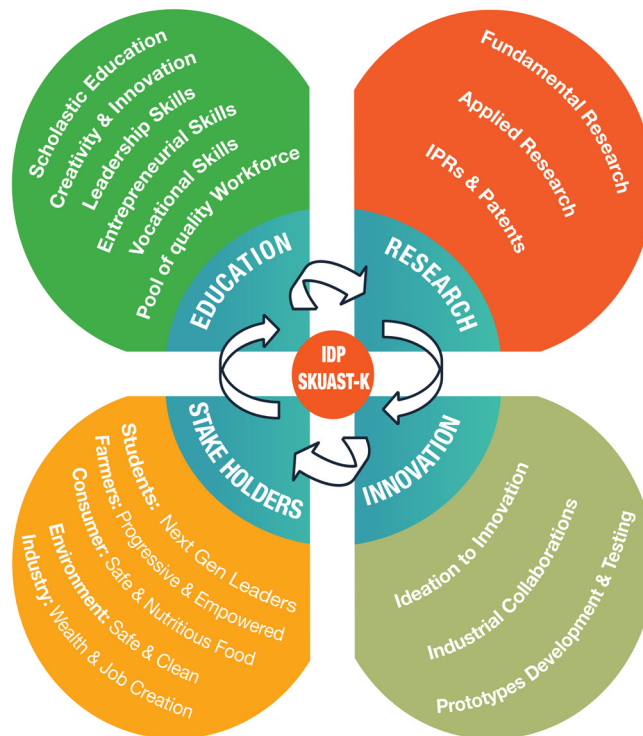 Scholastic Education
Creativity & Innovation
Leadership Skills
Entrepreneurial Skills
Vocational Skills
Pool of quality Workforce
EDUCATION
Fundamental Research
Applied Research
IPRs & Patents
RESEARCH
IDP
SKUAST-K
STAKE HOLDERS
Students: Next Gen Leaders
Farmers: Progressive & Empowered
Consumer: Safe & Nutritious Food
Environment: Safe & Clean
Industry: Wealth & Job Creation
INNOVATION
Ideation to Innovation
Industrial Collaborations
Prototypes Development & Testing